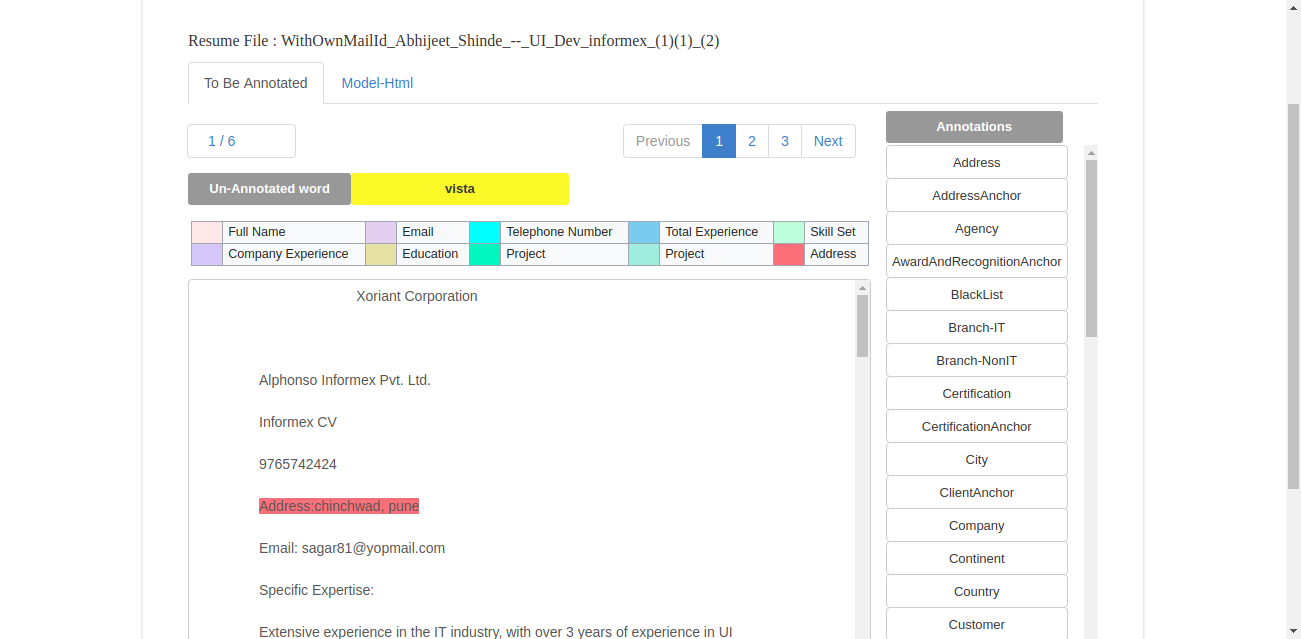 Resume File : WithOwnMailId_Abhijeet_Shinde_--_UI_Dev_informex_(1)(1)_(2)
To Be Annotated Model-Html
1 / 6 Previous 1 2 3 Next
Un-Annotated word vista
Full Name Email Telephone Number Total Experience Skill Set
Company Experience Education Project Project Address
Xoriant Corporation
Alphonso Informex Pvt. Ltd.
Informex CV
9765742424
Address:chinchwad, pune
Email: sagar81@yopmail.com
Specific Expertise:
Extensive experience in the IT industry, with over 3 years of experience in UI
Annotations
Address
AddressAnchor
Agency
AwardAndRecognitionAnchor
BlackList
Branch-IT
Branch-NonIT
Certification
CertificationAnchor
City
ClientAnchor
Company
Continent
Country
Customer